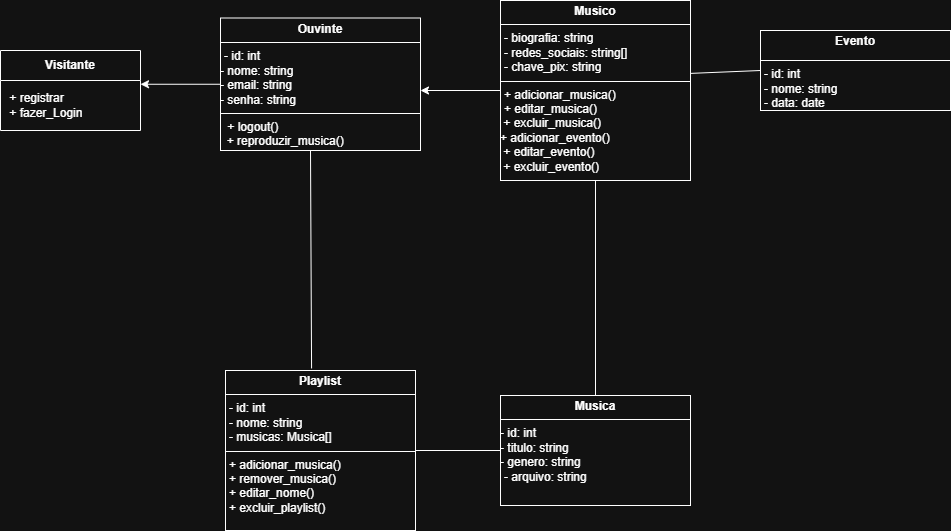 Visitante
+ registrar
+ fazer_Login
Ouvinte
- id: int
- nome: string
- email: string
- senha: string
+ logout()
+ reproduzir_musica()
Musico
- biografia: string
- redes_sociais: string[]
- chave_pix: string
+ adicionar_musica()
+ editar_musica()
+ excluir_musica()
+ adicionar_evento()
+ editar_evento()
+ excluir_evento()
Evento
- id: int
- nome: string
- data: date
Playlist
- id: int
- nome: string
- musicas: Musica[]
+ adicionar_musica()
+ remover_musica()
+ editar_nome()
+ excluir_playlist()
Musica
- id: int
- titulo: string
- genero: string
- arquivo: string